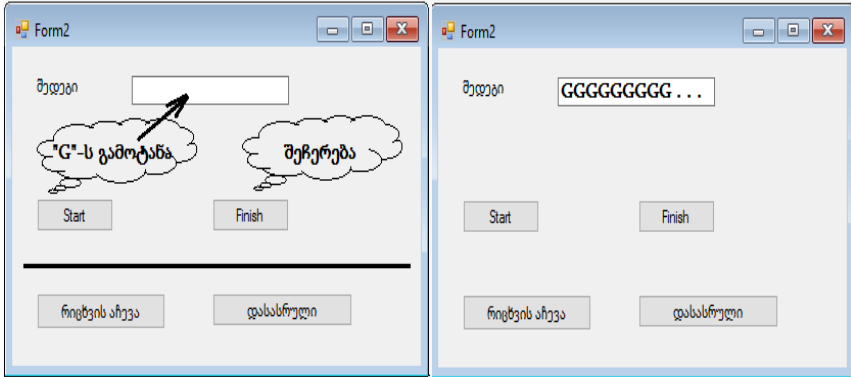 Form2
შედეგი
"G"-ს გამოტანა
შეჩერება
Start
Finish
რიცხვის აჩევა
დასასრული
Form2
შედეგი
GGGGGGGGG . . .
Start
Finish
რიცხვის აჩევა
დასასრული